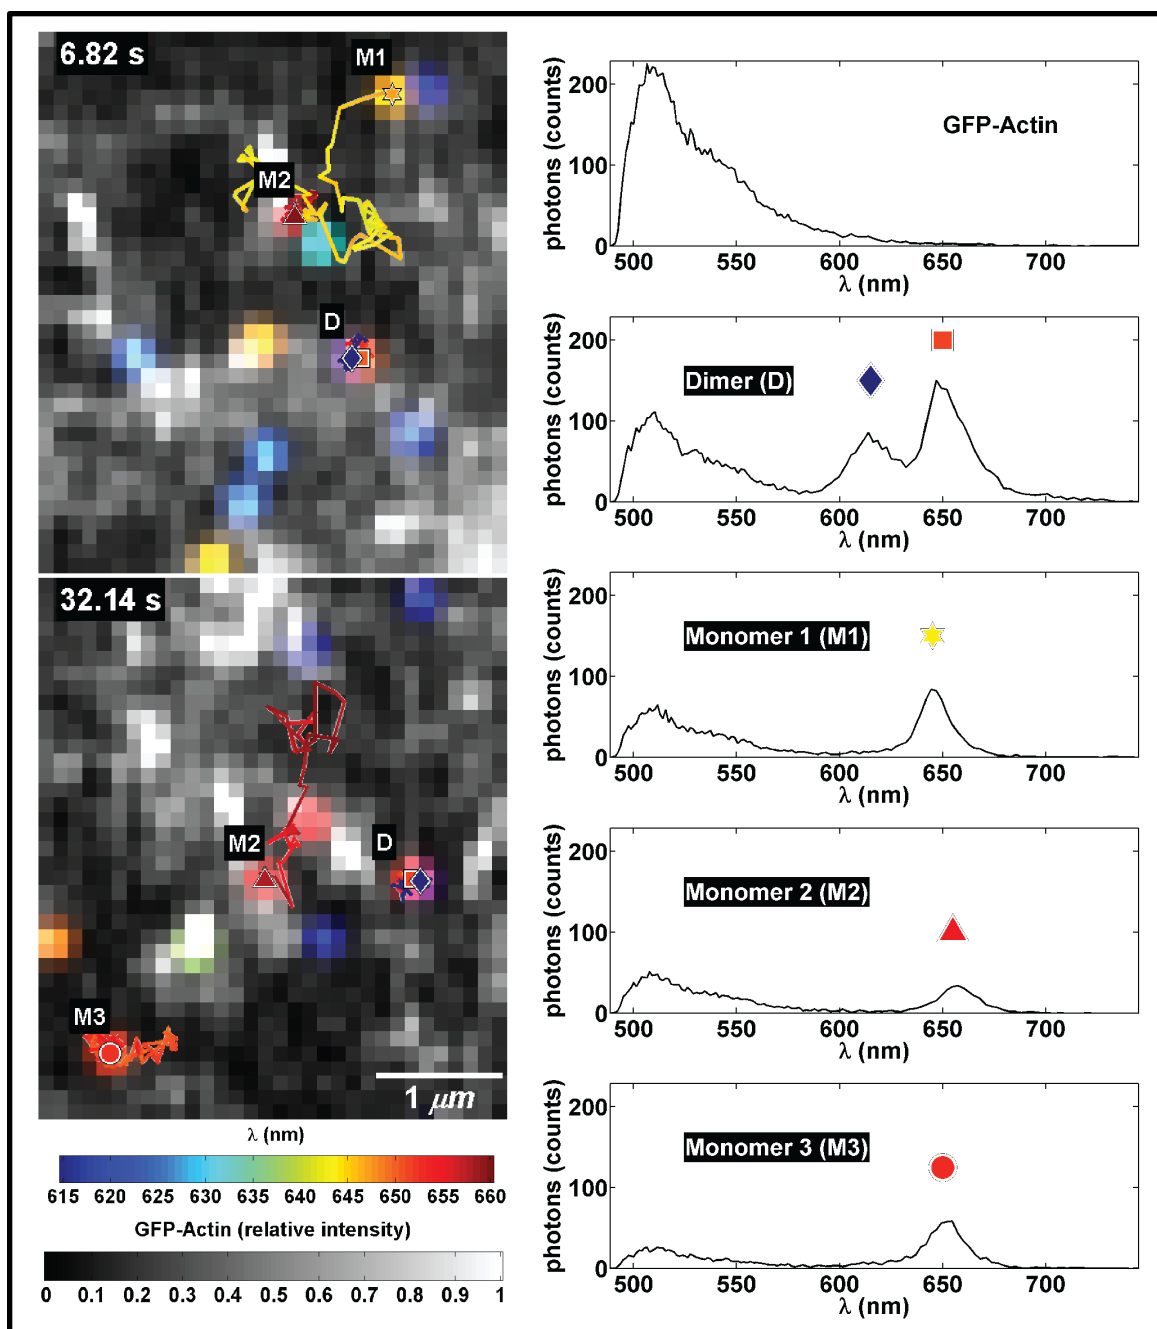 6.82 s
M1
M2
D
32.14 s
M2
D
M3
1 μm
λ (nm)
615 620 625 630 635 640 645 650 655 660
GFP-Actin (relative intensity)
0 0.1 0.2 0.3 0.4 0.5 0.6 0.7 0.8 0.9 1
photons (counts)
200
100
0
GFP-Actin
500 550 600 650 700
λ (nm)
photons (counts)
200
100
0
Dimer (D)
500 550 600 650 700
λ (nm)
photons (counts)
200
100
0
Monomer 1 (M1)
500 550 600 650 700
λ (nm)
photons (counts)
200
100
0
Monomer 2 (M2)
500 550 600 650 700
λ (nm)
photons (counts)
200
100
0
Monomer 3 (M3)
500 550 600 650 700
λ (nm)